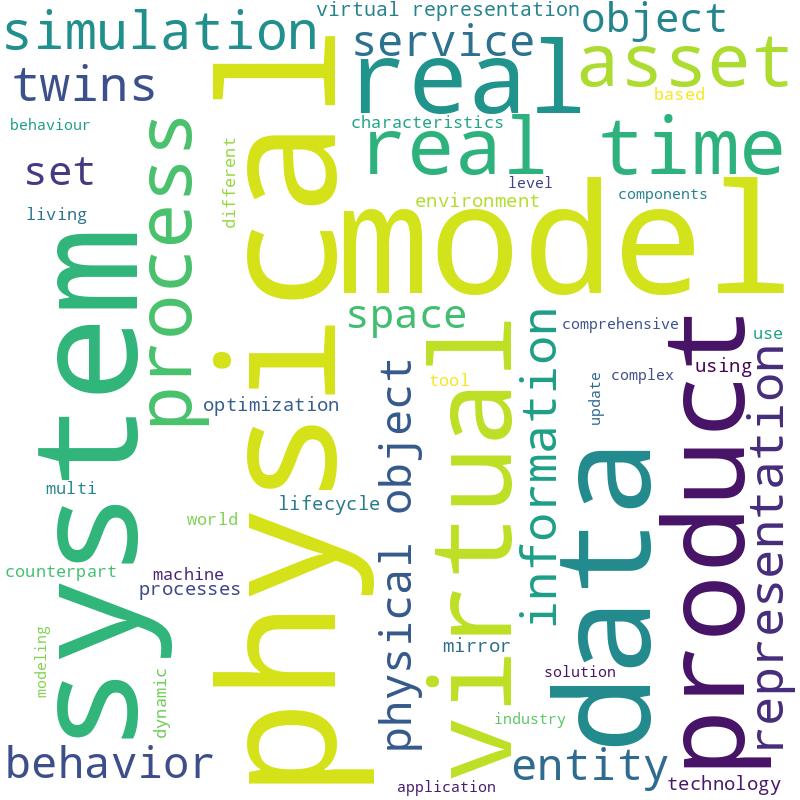 virtual representation
simulation
service
object
twins
real
asset
based
physical
behaviour
process
different
characteristics
real time
set
level
components
environment
living
model
system
space
information
comprehensive
product
use
virtual
using
representation
tool
complex
update
physical object
optimization
data
multi
lifecycle
world
counterpart
machine
processes
modeling
mirror
dynamic
solution
industry
behavior
entity
application
technology